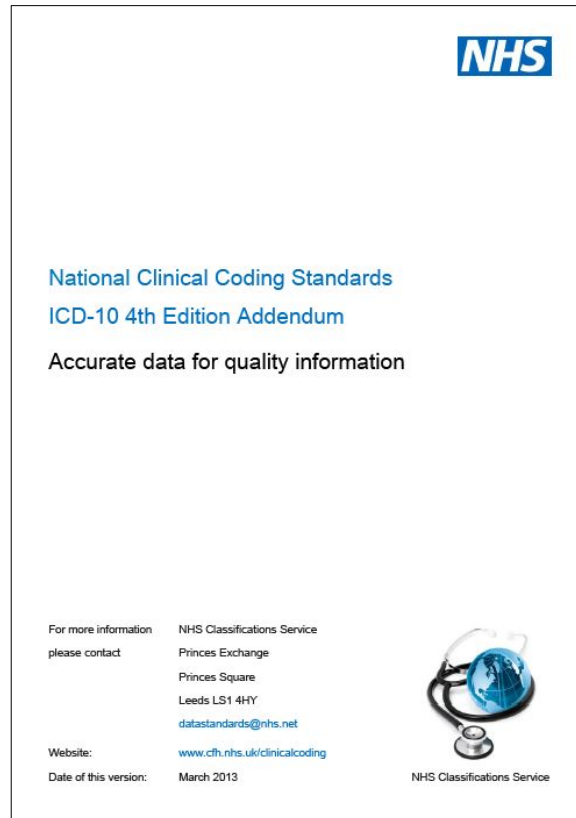 NHS
National Clinical Coding Standards
ICD-10 4th Edition Addendum
Accurate data for quality information
For more information NHS Classifications Service
please contact Princes Exchange
Princes Square
Leeds LS1 4HY
datastandards@nhs.net
Website: www.cfh.nhs.uk/clinicalcoding
Date of this version: March 2013
NHS Classifications Service